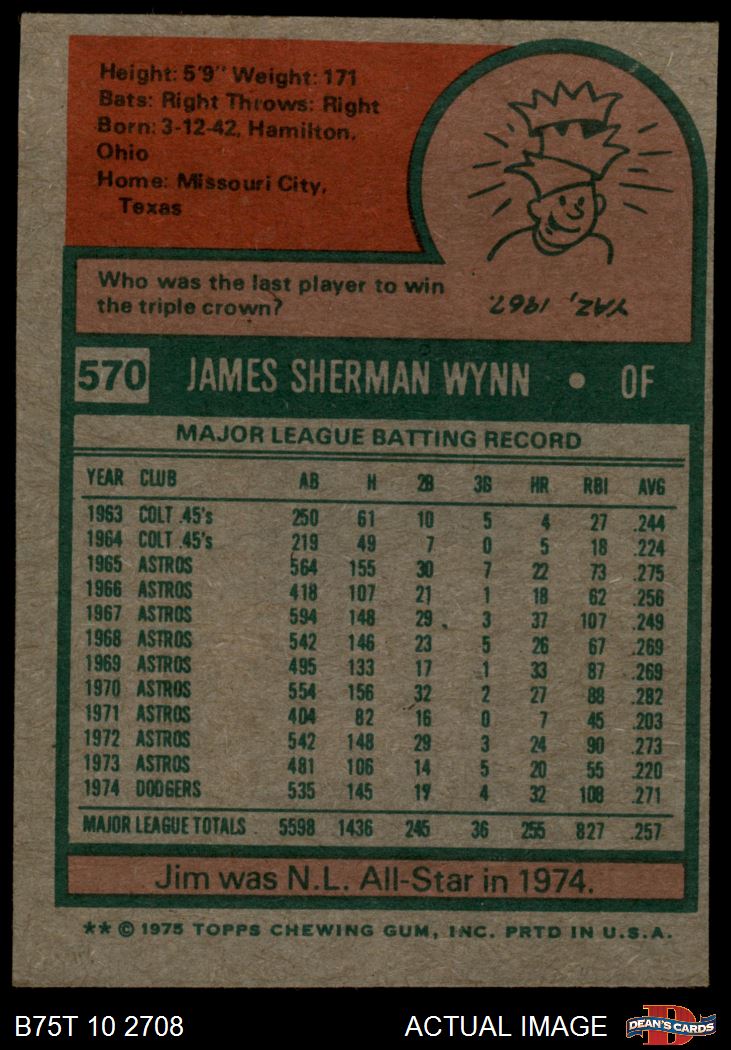 Height: 5'9" Weight: 171
Bats: Right Throws: Right
Born: 3-12-42, Hamilton,
Ohio
Home: Missouri City,
Texas
Who was the last player to win
the triple crown?
YAZ, 1967.
570 JAMES SHERMAN WYNN • OF
MAJOR LEAGUE BATTING RECORD
YEAR CLUB AB H 2B 3B HR RBI AVG
1963 COLT .45's 250 61 10 5 4 27 .244
1964 COLT .45's 219 49 7 0 5 18 .224
1965 ASTROS 564 155 30 7 22 73 .275
1966 ASTROS 418 107 21 1 18 62 .256
1967 ASTROS 594 148 29 3 37 107 .249
1968 ASTROS 542 146 23 5 26 67 .269
1969 ASTROS 495 133 17 1 33 87 .269
1970 ASTROS 554 156 32 2 27 88 .282
1971 ASTROS 404 82 16 0 7 45 .203
1972 ASTROS 542 148 29 3 24 90 .273
1973 ASTROS 481 106 14 5 20 55 .220
1974 DODGERS 535 145 17 4 32 108 .271
MAJOR LEAGUE TOTALS 5598 1436 245 36 255 827 .257
Jim was N.L. All-Star in 1974.
** © 1975 TOPPS CHEWING GUM, INC. PRTD IN U.S.A.
B75T 10 2708 ACTUAL IMAGE DEAN'S CARDS